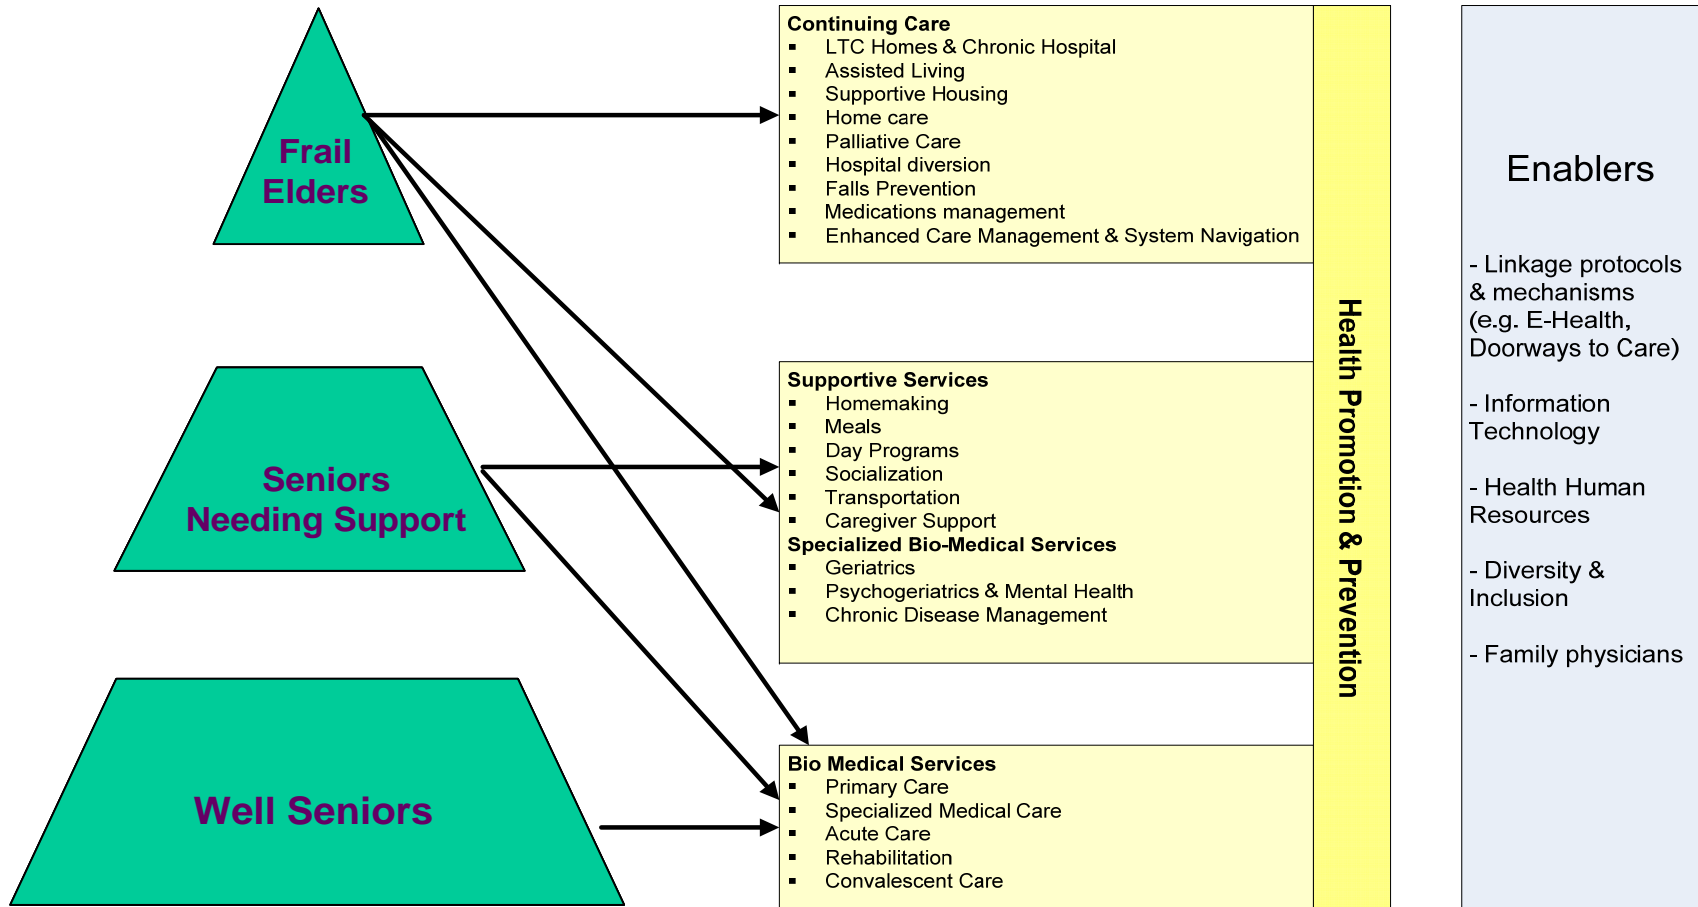 Frail
Elders
Seniors
Needing Support
Well Seniors
Continuing Care
▪ LTC Homes & Chronic Hospital
▪ Assisted Living
▪ Supportive Housing
▪ Home care
▪ Palliative Care
▪ Hospital diversion
▪ Falls Prevention
▪ Medications management
▪ Enhanced Care Management & System Navigation
Supportive Services
▪ Homemaking
▪ Meals
▪ Day Programs
▪ Socialization
▪ Transportation
▪ Caregiver Support
Specialized Bio-Medical Services
▪ Geriatrics
▪ Psychogeriatrics & Mental Health
▪ Chronic Disease Management
Bio Medical Services
▪ Primary Care
▪ Specialized Medical Care
▪ Acute Care
▪ Rehabilitation
▪ Convalescent Care
Health Promotion & Prevention
Enablers
- Linkage protocols
& mechanisms
(e.g. E-Health,
Doorways to Care)
- Information
Technology
- Health Human
Resources
- Diversity &
Inclusion
- Family physicians